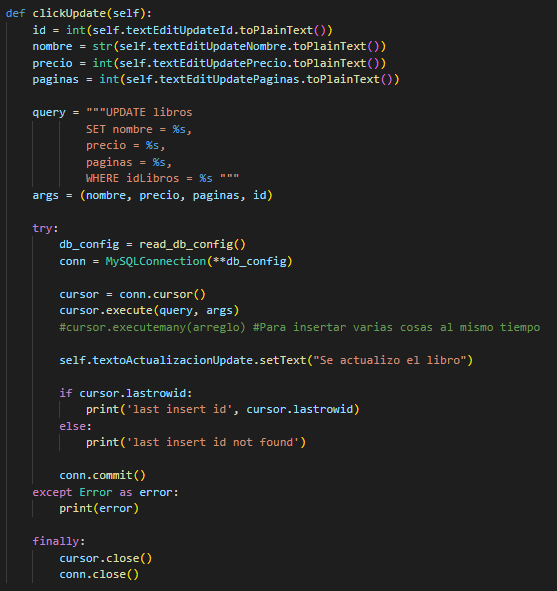 def clickUpdate(self):
    id = int(self.textEditUpdateId.toPlainText())
    nombre = str(self.textEditUpdateNombre.toPlainText())
    precio = int(self.textEditUpdatePrecio.toPlainText())
    paginas = int(self.textEditUpdatePaginas.toPlainText())

    query = """UPDATE libros
            SET nombre = %s,
            precio = %s,
            paginas = %s,
            WHERE idLibros = %s """
    args = (nombre, precio, paginas, id)

    try:
        db_config = read_db_config()
        conn = MySQLConnection(**db_config)

        cursor = conn.cursor()
        cursor.execute(query, args)
        #cursor.executemany(arreglo) #Para insertar varias cosas al mismo tiempo

        self.textoActualizacionUpdate.setText("Se actualizo el libro")

        if cursor.lastrowid:
            print('last insert id', cursor.lastrowid)
        else:
            print('last insert id not found')

        conn.commit()
    except Error as error:
        print(error)

    finally:
        cursor.close()
        conn.close()